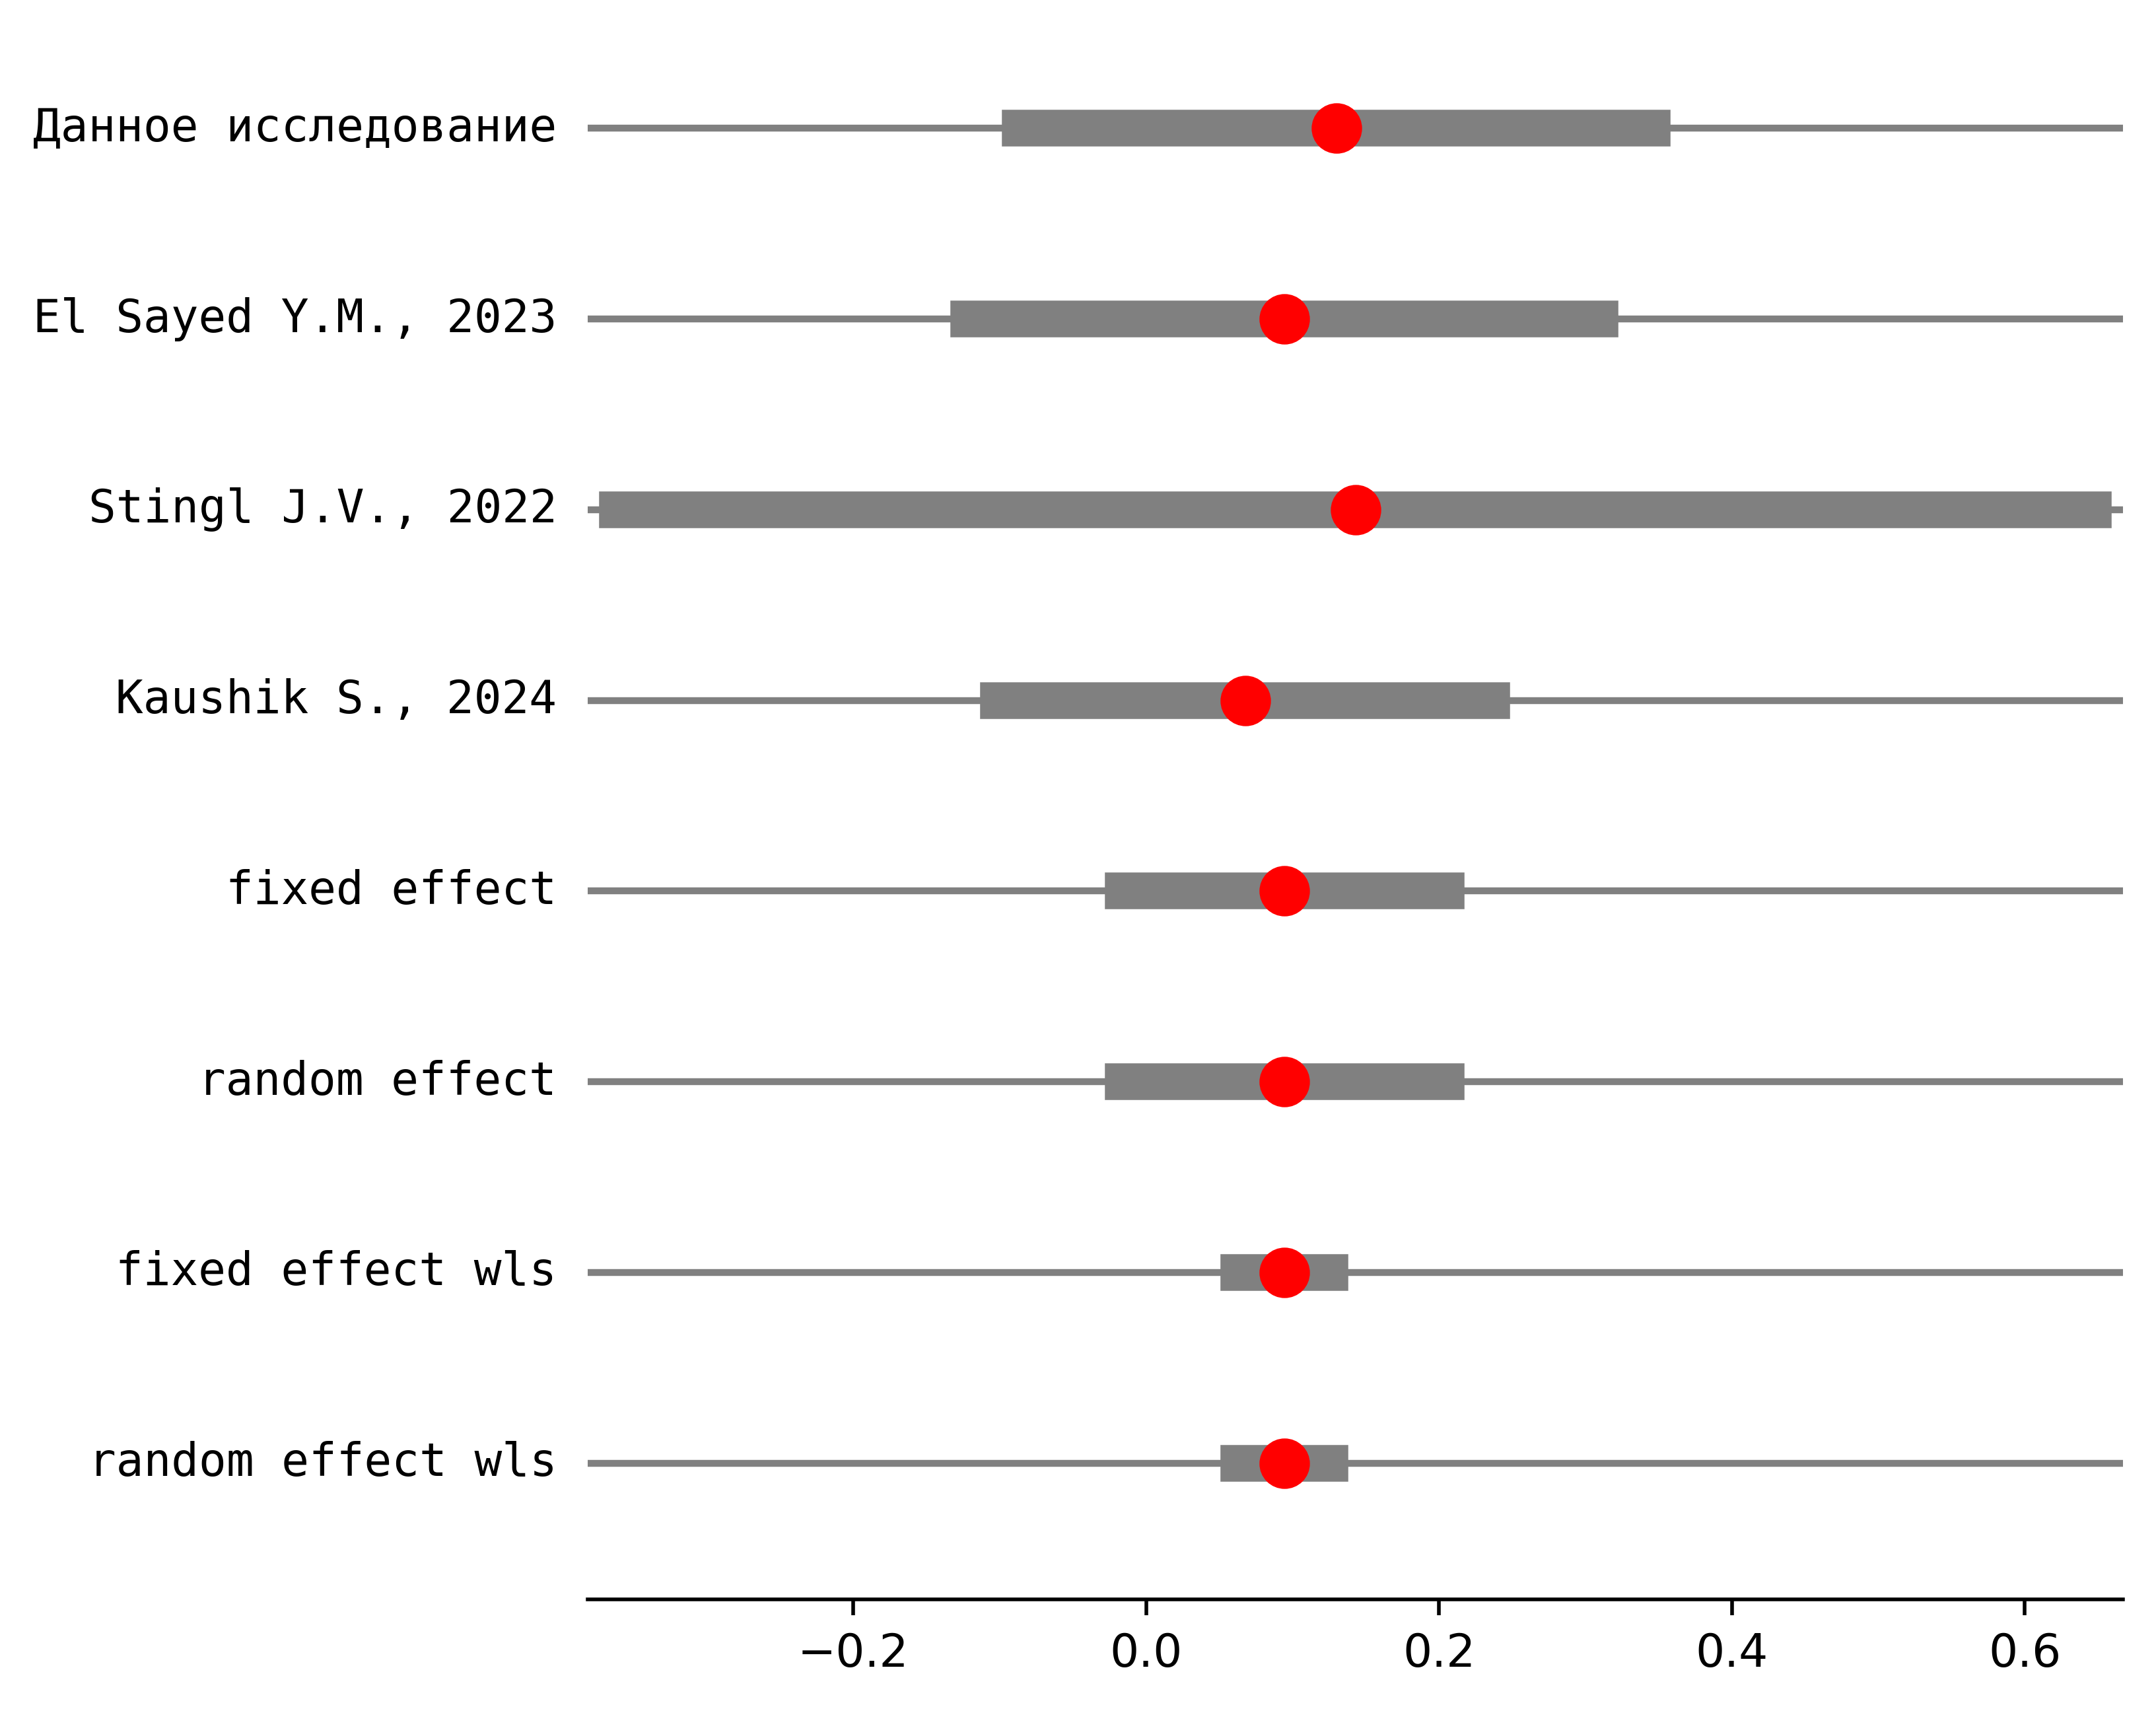 Данное исследование
El Sayed Y.M., 2023
Stingl J.V., 2022
Kaushik S., 2024
fixed effect
random effect
fixed effect wls
random effect wls
−0.2 0.0 0.2 0.4 0.6